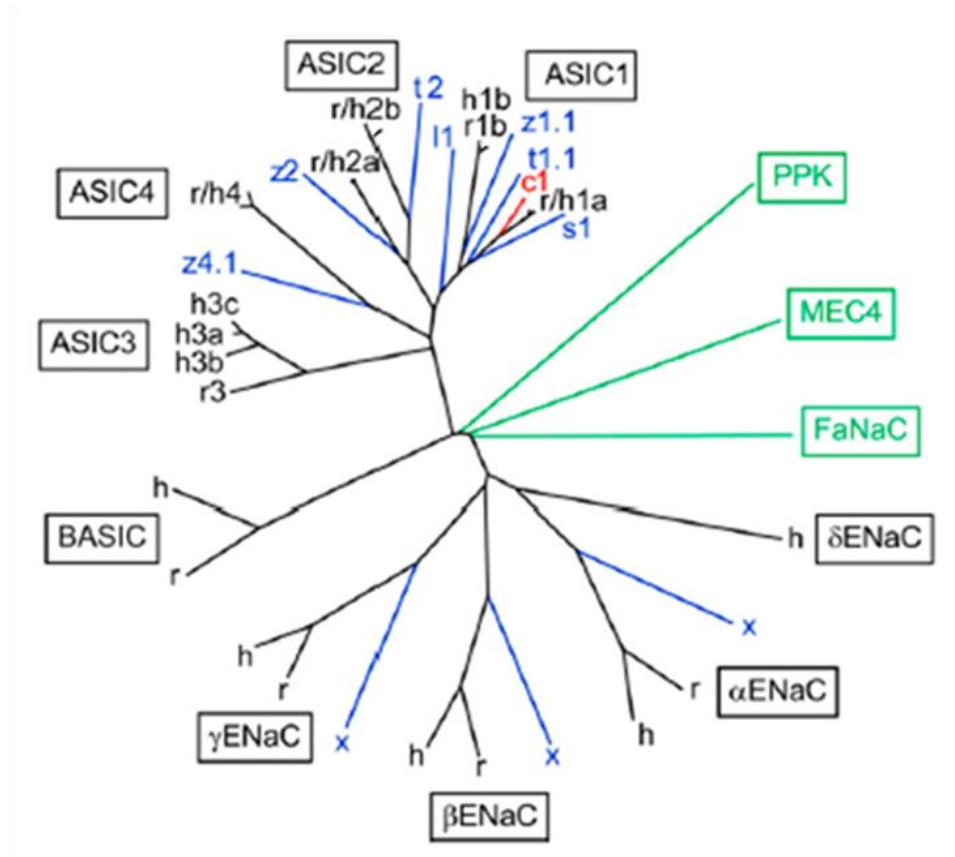 ASIC2
ASIC1
t2
h1b
r/h2b
r1b
z1.1
l1
t1.1
r/h2a
z2
c1
PPK
ASIC4
r/h4
r/h1a
s1
z4.1
h3c
MEC4
ASIC3
h3a
h3b
r3
FaNaC
h
BASIC
h
δENaC
r
x
h
r
r
αENaC
γENaC
x
h
h
r
x
βENaC